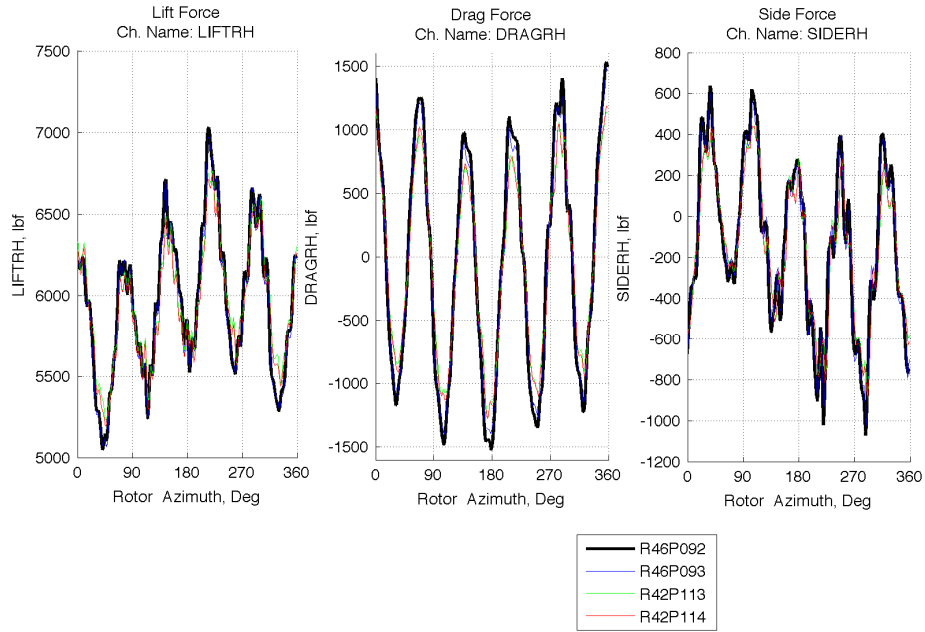 Lift Force
Ch. Name: LIFTRH
7500
7000
6500
6000
5500
5000
LIFTRH, lbf
0 90 180 270 360
Rotor Azimuth, Deg
Drag Force
Ch. Name: DRAGRH
1500
1000
500
0
-500
-1000
-1500
DRAGRH, lbf
0 90 180 270 360
Rotor Azimuth, Deg
Side Force
Ch. Name: SIDERH
800
600
400
200
0
-200
-400
-600
-800
-1000
-1200
SIDERH, lbf
0 90 180 270 360
Rotor Azimuth, Deg
R46P092
R46P093
R42P113
R42P114